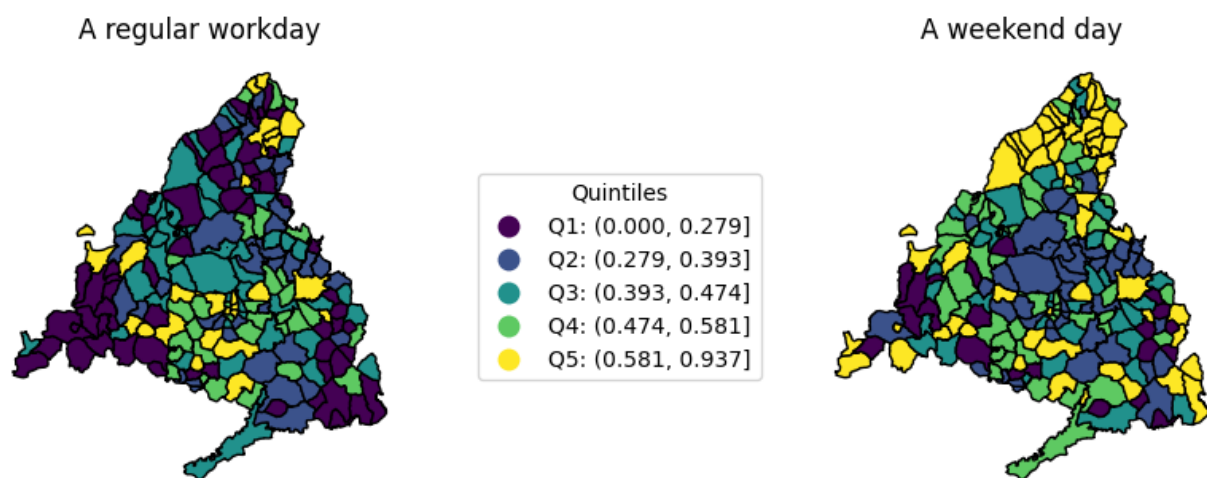 A regular workday
A weekend day
Quintiles
Q1: (0.000, 0.279]
Q2: (0.279, 0.393]
Q3: (0.393, 0.474]
Q4: (0.474, 0.581]
Q5: (0.581, 0.937]